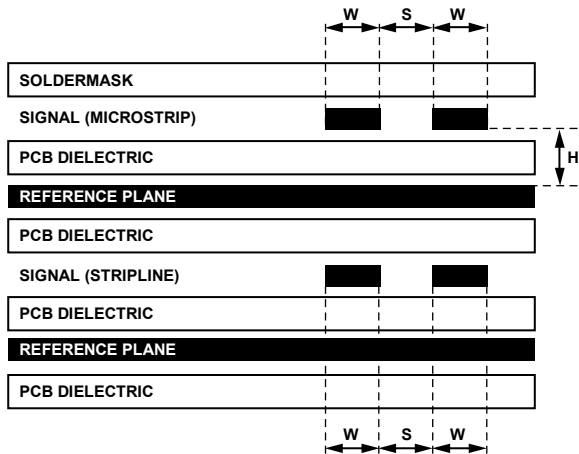 W S W
SOLDERMASK
SIGNAL (MICROSTRIP)
H
PCB DIELECTRIC
REFERENCE PLANE
PCB DIELECTRIC
SIGNAL (STRIPLINE)
PCB DIELECTRIC
REFERENCE PLANE
PCB DIELECTRIC
W S W